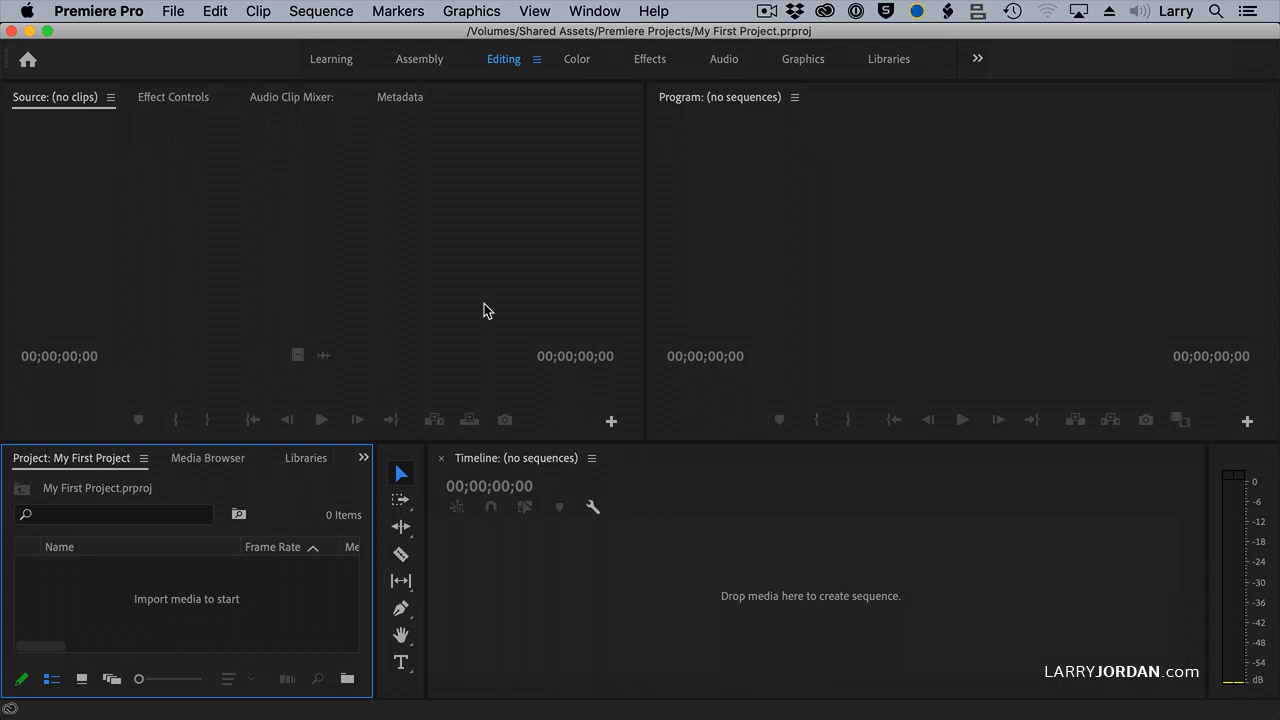 Premiere Pro File Edit Clip Sequence Markers Graphics View Window Help Larry
/Volumes/Shared Assets/Premiere Projects/My First Project.prproj
Learning Assembly Editing Color Effects Audio Graphics Libraries
Source: (no clips) Effect Controls Audio Clip Mixer: Metadata
Program: (no sequences)
00;00;00;00 00;00;00;00
00;00;00;00 00;00;00;00
Project: My First Project Media Browser Libraries
My First Project.prproj
0 Items
Name Frame Rate Me
Import media to start
Timeline: (no sequences)
00;00;00;00
Drop media here to create sequence.
0
-6
-12
-18
-24
-30
-36
-42
-48
-54
dB
LARRYJORDAN.com